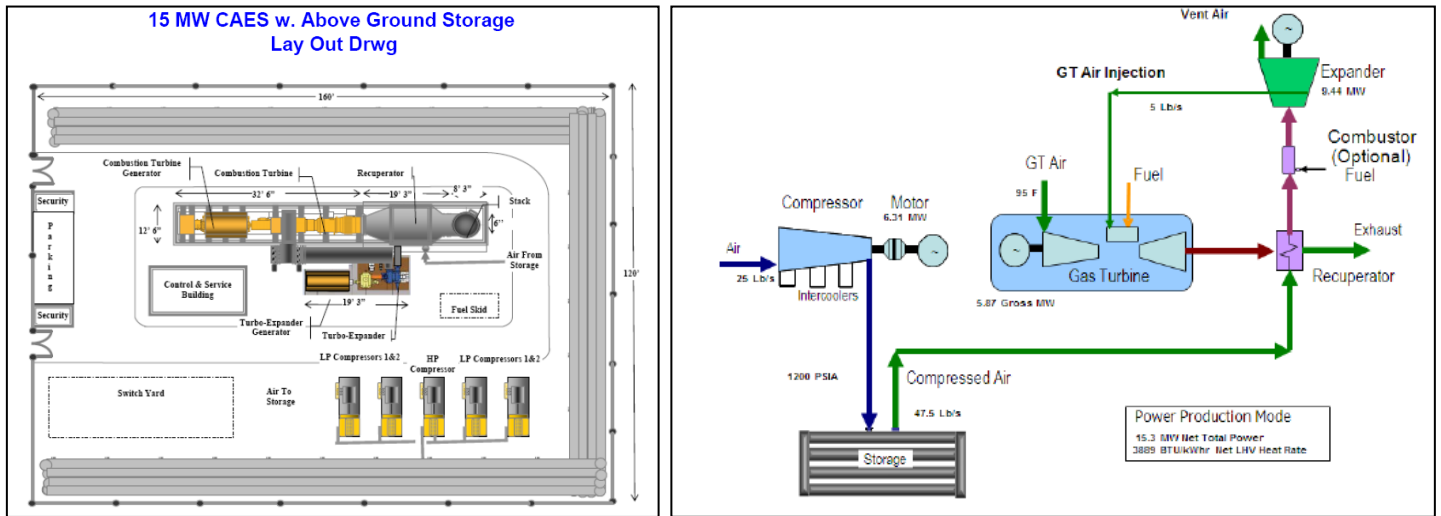 15 MW CAES w. Above Ground Storage
Lay Out Drwg
160'
120'
Combustion Turbine
Generator
Combustion Turbine
Recuperator
8' 3"
Stack
32' 6"
19' 3"
12' 6"
6''
Security
Parking
Security
Air From
Storage
Control & Service
Building
19' 3"
Fuel Skid
Turbo-Expander
Generator
Turbo-Expander
LP Compressors 1&2
HP
Compressor
LP Compressors 1&2
Switch Yard
Air To
Storage
Vent Air
~
GT Air Injection
Expander
9.44 MW
5 Lb/s
Combustor
(Optional)
Fuel
GT Air
Fuel
95 F
Compressor
Motor
6.31 MW
Air
25 Lb/s
~
Intercoolers
~
Gas Turbine
5.87 Gross MW
Exhaust
Recuperator
1200 PSIA
Compressed Air
47.5 Lb/s
Storage
Power Production Mode
15.3 MW Net Total Power
3889 BTU/kWhr Net LHV Heat Rate